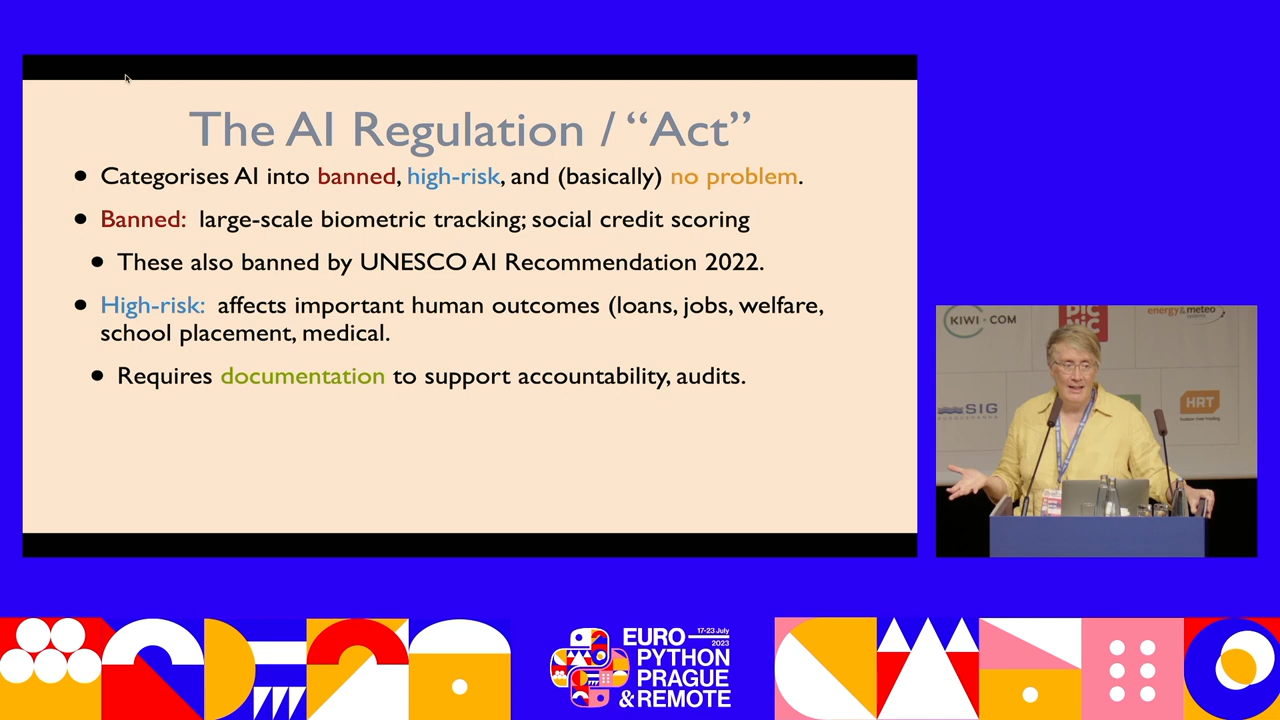 The AI Regulation / “Act”
• Categorises AI into banned, high-risk, and (basically) no problem.
• Banned: large-scale biometric tracking; social credit scoring
• These also banned by UNESCO AI Recommendation 2022.
• High-risk: affects important human outcomes (loans, jobs, welfare,
school placement, medical.
• Requires documentation to support accountability, audits.
KIWI.COM
PIC
NIC
energy & meteo
systems
SIG
HRT
17-23 July
2023
EURO
PYTHON
PRAGUE
& REMOTE